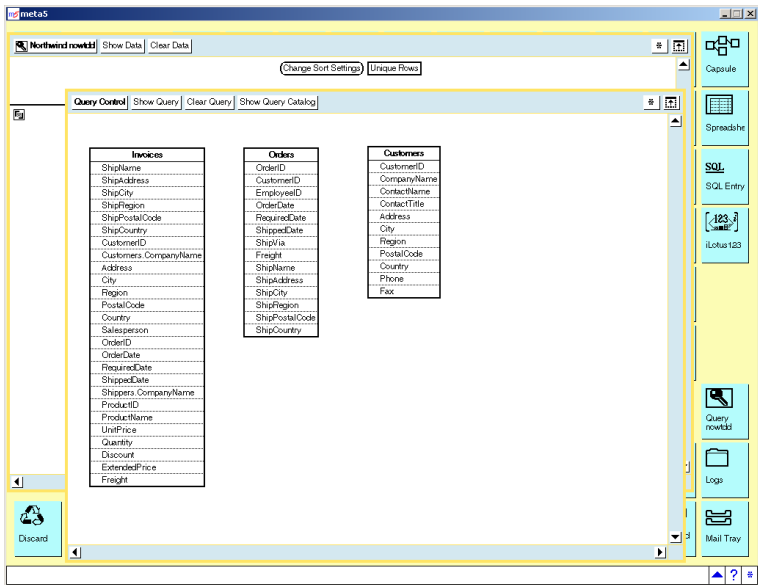 meta5
Northwind nowtdd Show Data Clear Data
Change Sort Settings Unique Rows
Query Control Show Query Clear Query Show Query Catalog
Invoices
ShipName
ShipAddress
ShipCity
ShipRegion
ShipPostalCode
ShipCountry
CustomerID
Customers.CompanyName
Address
City
Region
PostalCode
Country
Salesperson
OrderID
OrderDate
RequiredDate
ShippedDate
Shippers.CompanyName
ProductID
ProductName
UnitPrice
Quantity
Discount
ExtendedPrice
Freight
Orders
OrderID
CustomerID
EmployeeID
OrderDate
RequiredDate
ShippedDate
ShipVia
Freight
ShipName
ShipAddress
ShipCity
ShipRegion
ShipPostalCode
ShipCountry
Customers
CustomerID
CompanyName
ContactName
ContactTitle
Address
City
Region
PostalCode
Country
Phone
Fax
Capsule
Spreadshe
SQL
SQL Entry
123
iLotus123
Query
nowtdd
Logs
Mail Tray
Discard
?